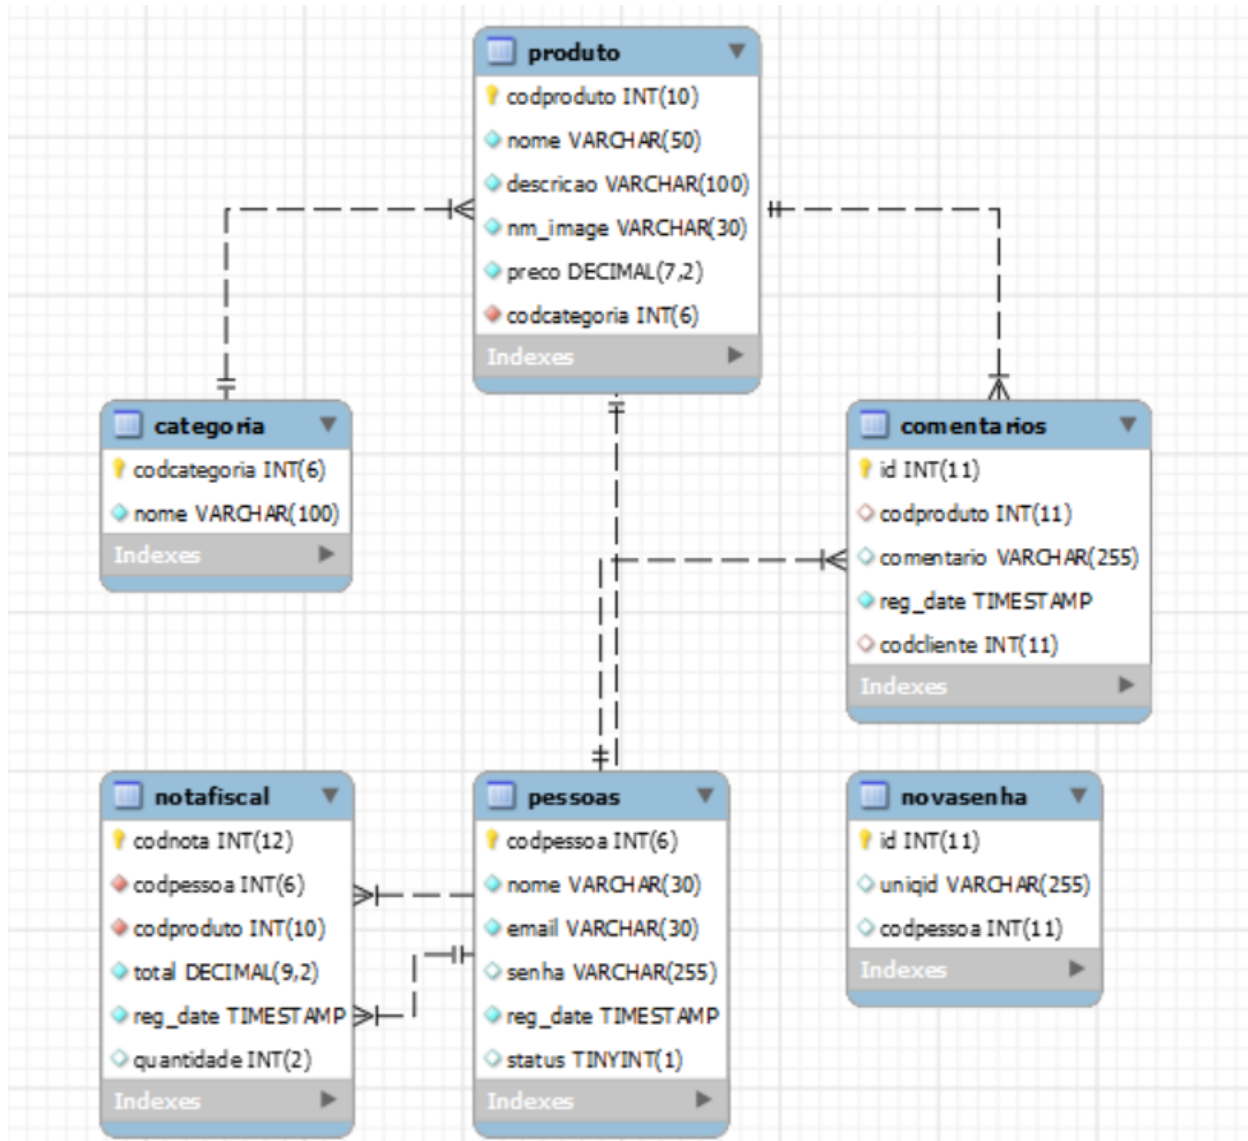 produto
codproduto INT(10)
nome VARCHAR(50)
descricao VARCHAR(100)
nm_image VARCHAR(30)
preco DECIMAL(7,2)
codcategoria INT(6)
Indexes
categoria
codcategoria INT(6)
nome VARCHAR(100)
Indexes
comentarios
id INT(11)
codproduto INT(11)
comentario VARCHAR(255)
reg_date TIMESTAMP
codcliente INT(11)
Indexes
notafiscal
codnota INT(12)
codpessoa INT(6)
codproduto INT(10)
total DECIMAL(9,2)
reg_date TIMESTAMP
quantidade INT(2)
Indexes
pessoas
codpessoa INT(6)
nome VARCHAR(30)
email VARCHAR(30)
senha VARCHAR(255)
reg_date TIMESTAMP
status TINYINT(1)
Indexes
novasenha
id INT(11)
uniqid VARCHAR(255)
codpessoa INT(11)
Indexes